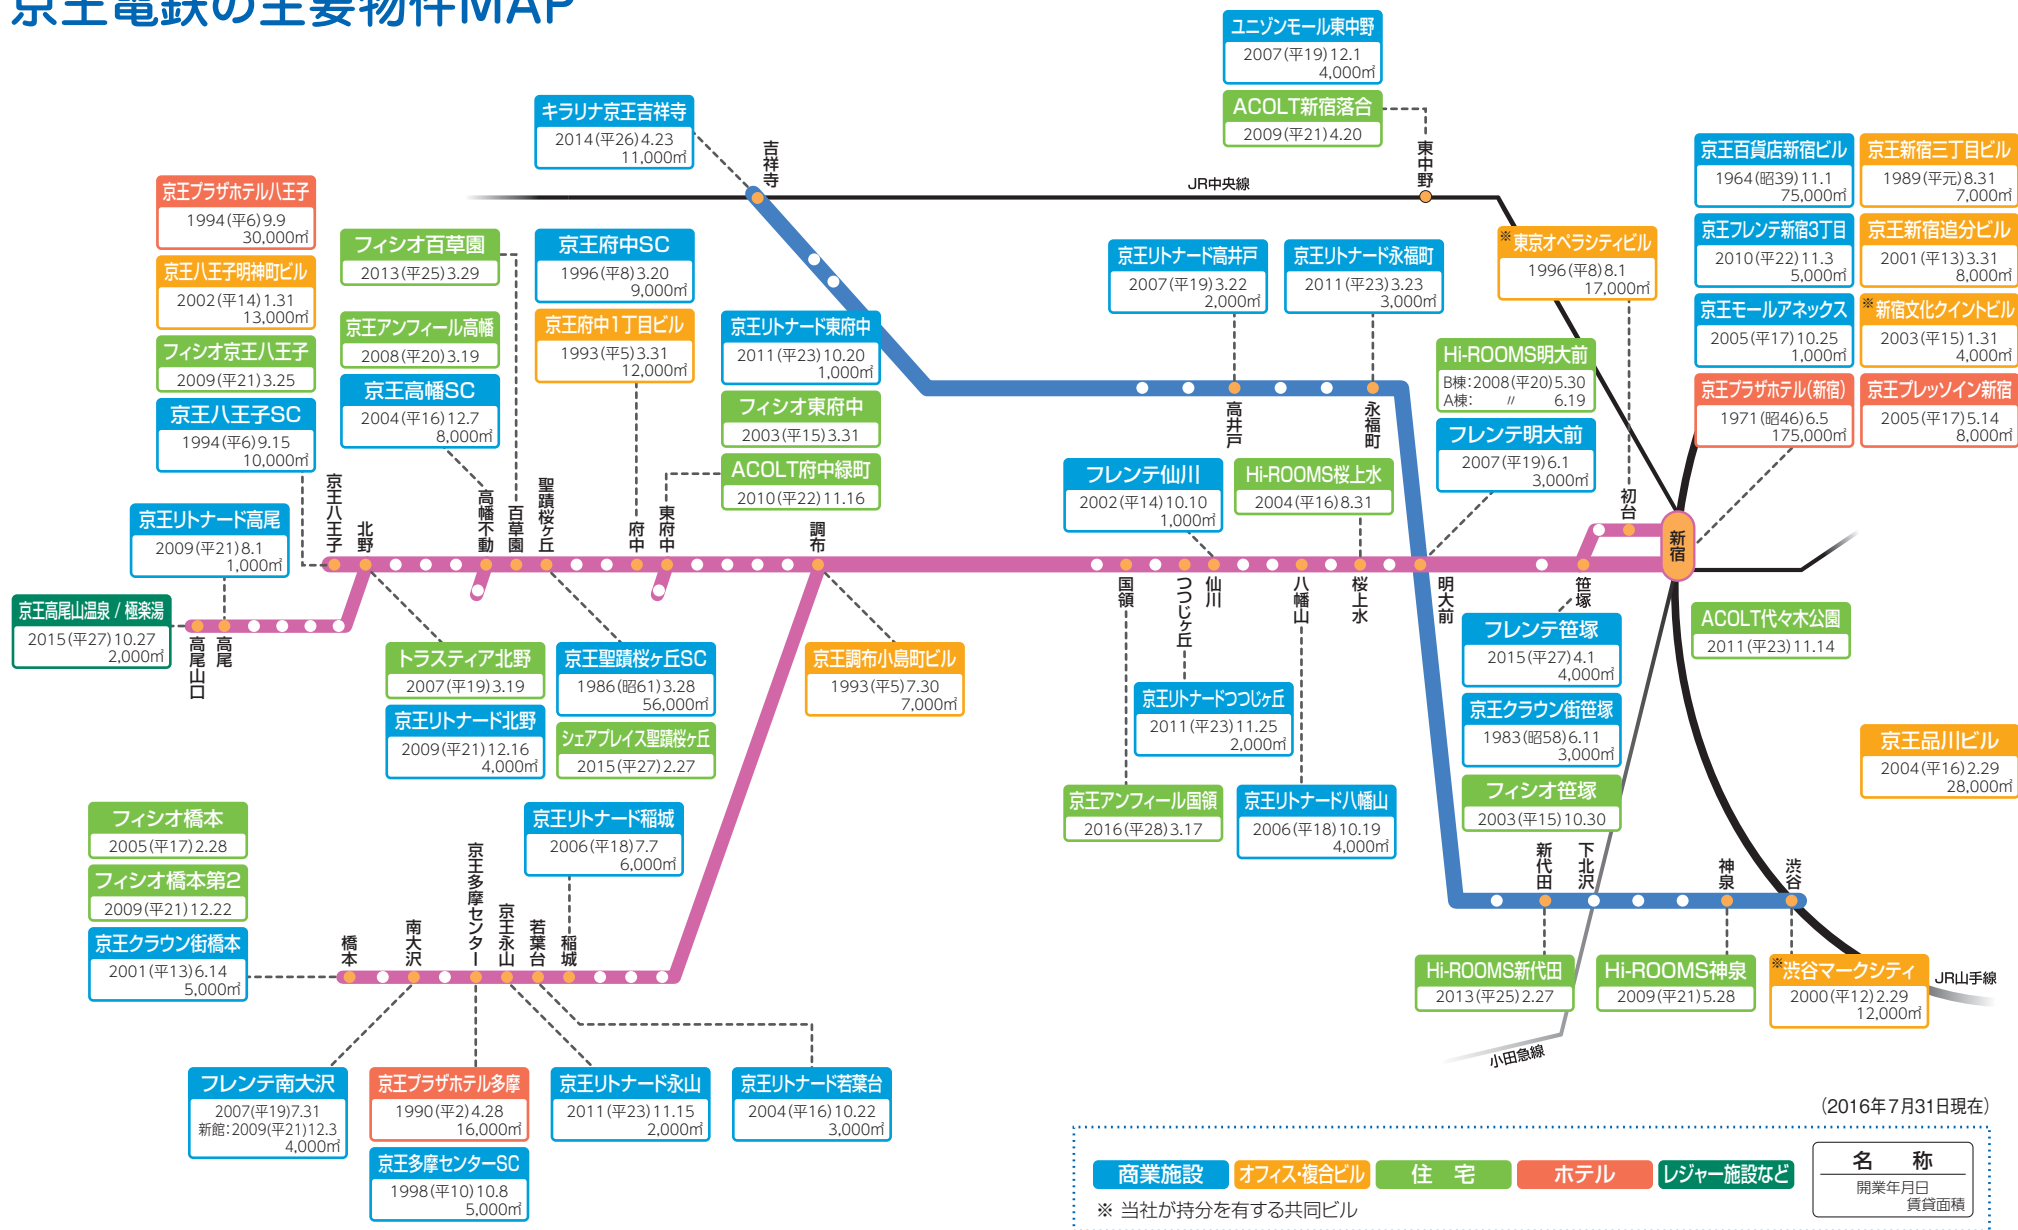 京王電鉄の主要物件MAP
ユニゾンモール東中野
2007(平19)12.1
4,000㎡
ACOLT新宿落合
2009(平21)4.20
東中野
キラリナ京王吉祥寺
2014(平26)4.23
11,000㎡
吉祥寺
JR中央線
京王百貨店新宿ビル
1964(昭39)11.1
75,000㎡
京王新宿三丁目ビル
1989(平元)8.31
7,000㎡
京王フレンテ新宿3丁目
2010(平22)11.3
5,000㎡
京王新宿追分ビル
2001(平13)3.31
8,000㎡
京王モールアネックス
2005(平17)10.25
1,000㎡
※新宿文化クイントビル
2003(平15)1.31
4,000㎡
京王プラザホテル(新宿)
1971(昭46)6.5
175,000㎡
京王プレッソイン新宿
2005(平17)5.14
8,000㎡
京王プラザホテル八王子
1994(平6)9.9
30,000㎡
京王八王子明神町ビル
2002(平14)1.31
13,000㎡
フィシオ京王八王子
2009(平21)3.25
京王八王子SC
1994(平6)9.15
10,000㎡
フィシオ百草園
2013(平25)3.29
京王アンフィール高幡
2008(平20)3.19
京王高幡SC
2004(平16)12.7
8,000㎡
京王府中SC
1996(平8)3.20
9,000㎡
京王府中1丁目ビル
1993(平5)3.31
12,000㎡
京王リトナード東府中
2011(平23)10.20
1,000㎡
フィシオ東府中
2003(平15)3.31
ACOLT府中緑町
2010(平22)11.16
京王リトナード高井戸
2007(平19)3.22
2,000㎡
京王リトナード永福町
2011(平23)3.23
3,000㎡
※東京オペラシティビル
1996(平8)8.1
17,000㎡
Hi-ROOMS明大前
B棟:2008(平20)5.30
A棟: 〃 6.19
フレンテ明大前
2007(平19)6.1
3,000㎡
高井戸
永福町
フレンテ仙川
2002(平14)10.10
1,000㎡
Hi-ROOMS桜上水
2004(平16)8.31
初台
新宿
京王リトナード高尾
2009(平21)8.1
1,000㎡
京王高尾山温泉 / 極楽湯
2015(平27)10.27
2,000㎡
京王八王子
北野
高幡不動
百草園
聖蹟桜ヶ丘
府中
東府中
調布
国領
つつじヶ丘
仙川
八幡山
桜上水
明大前
笹塚
高尾山口
高尾
トラスティア北野
2007(平19)3.19
京王リトナード北野
2009(平21)12.16
4,000㎡
京王聖蹟桜ヶ丘SC
1986(昭61)3.28
56,000㎡
シェアプレイス聖蹟桜ヶ丘
2015(平27)2.27
京王調布小島町ビル
1993(平5)7.30
7,000㎡
京王リトナードつつじヶ丘
2011(平23)11.25
2,000㎡
京王アンフィール国領
2016(平28)3.17
京王リトナード八幡山
2006(平18)10.19
4,000㎡
フレンテ笹塚
2015(平27)4.1
4,000㎡
京王クラウン街笹塚
1983(昭58)6.11
3,000㎡
フィシオ笹塚
2003(平15)10.30
ACOLT代々木公園
2011(平23)11.14
京王品川ビル
2004(平16)2.29
28,000㎡
フィシオ橋本
2005(平17)2.28
フィシオ橋本第2
2009(平21)12.22
京王クラウン街橋本
2001(平13)6.14
5,000㎡
京王リトナード稲城
2006(平18)7.7
6,000㎡
橋本
南大沢
京王多摩センター
京王永山
若葉台
稲城
新代田
下北沢
神泉
渋谷
Hi-ROOMS新代田
2013(平25)2.27
Hi-ROOMS神泉
2009(平21)5.28
※渋谷マークシティ
2000(平12)2.29
12,000㎡
JR山手線
小田急線
フレンテ南大沢
2007(平19)7.31
新館:2009(平21)12.3
4,000㎡
京王プラザホテル多摩
1990(平2)4.28
16,000㎡
京王多摩センターSC
1998(平10)10.8
5,000㎡
京王リトナード永山
2011(平23)11.15
2,000㎡
京王リトナード若葉台
2004(平16)10.22
3,000㎡
(2016年7月31日現在)
商業施設
オフィス・複合ビル
住 宅
ホテル
レジャー施設など
名 称
開業年月日
賃貸面積
※ 当社が持分を有する共同ビル